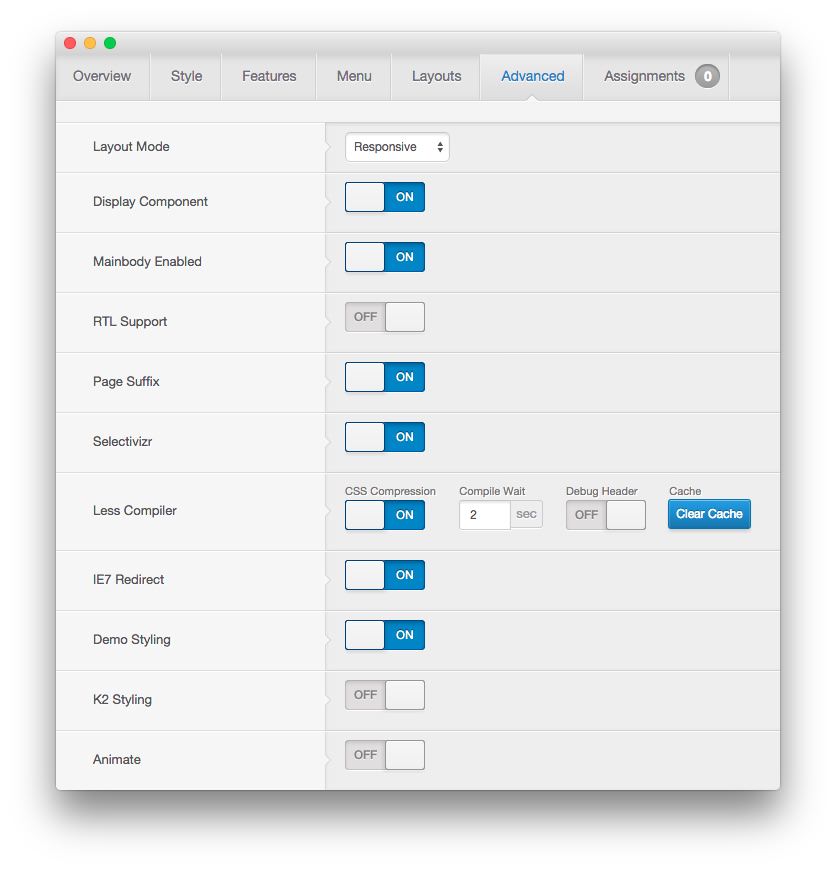 Overview Style Features Menu Layouts Advanced Assignments 0
Layout Mode Responsive
Display Component ON
Mainbody Enabled ON
RTL Support OFF
Page Suffix ON
Selectivizr ON
CSS Compression Compile Wait Debug Header Cache
Less Compiler ON 2 sec OFF Clear Cache
IE7 Redirect ON
Demo Styling ON
K2 Styling OFF
Animate OFF